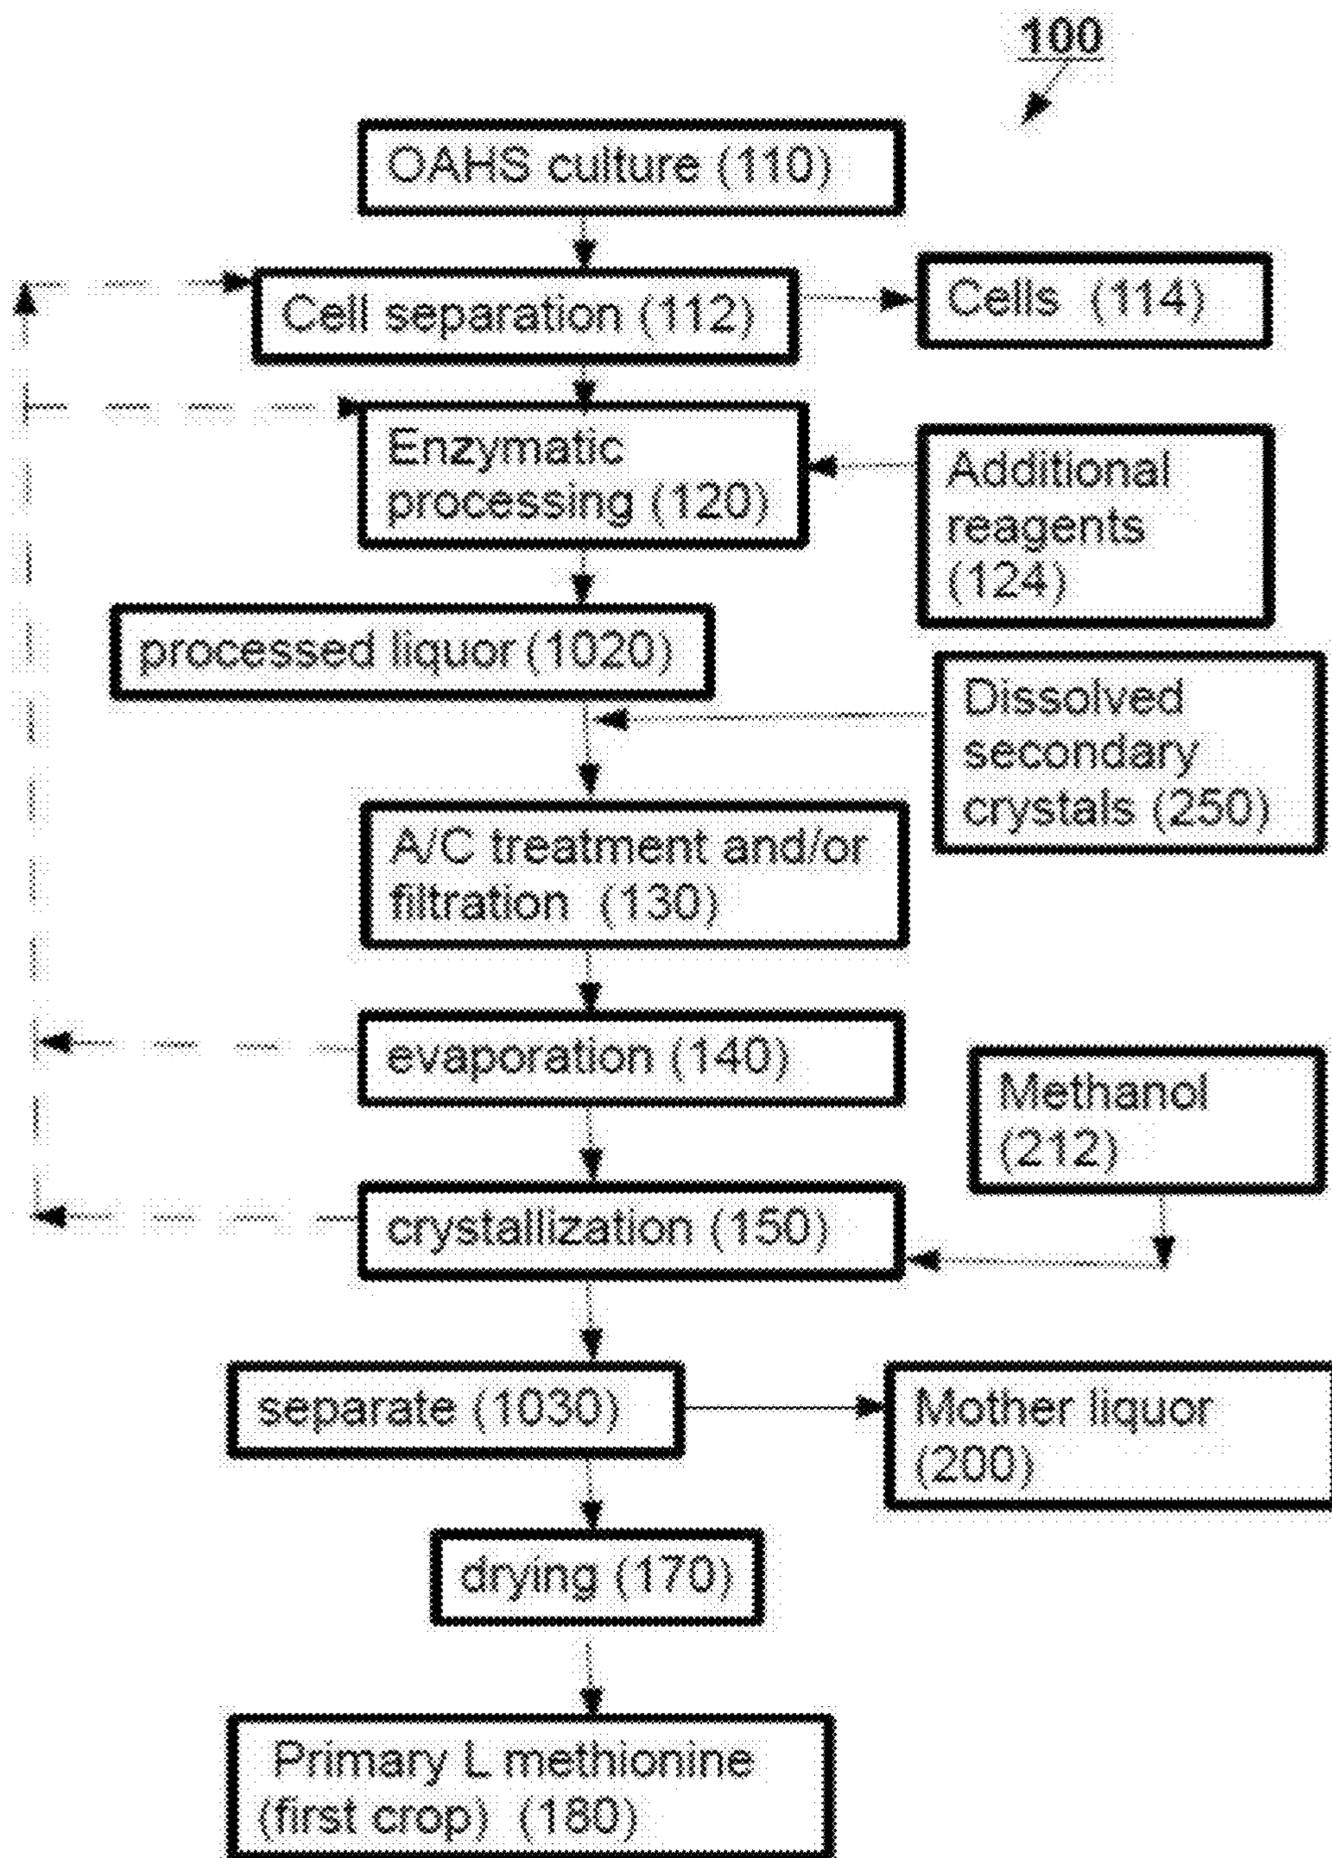 100
OAHS culture (110)
Cell separation (112)
Cells (114)
Enzymatic
processing (120)
Additional
reagents
(124)
processed liquor (1020)
Dissolved
secondary
crystals (250)
A/C treatment and/or
filtration (130)
evaporation (140)
Methanol
(212)
crystallization (150)
separate (1030)
Mother liquor
(200)
drying (170)
Primary L methionine
(first crop) (180)